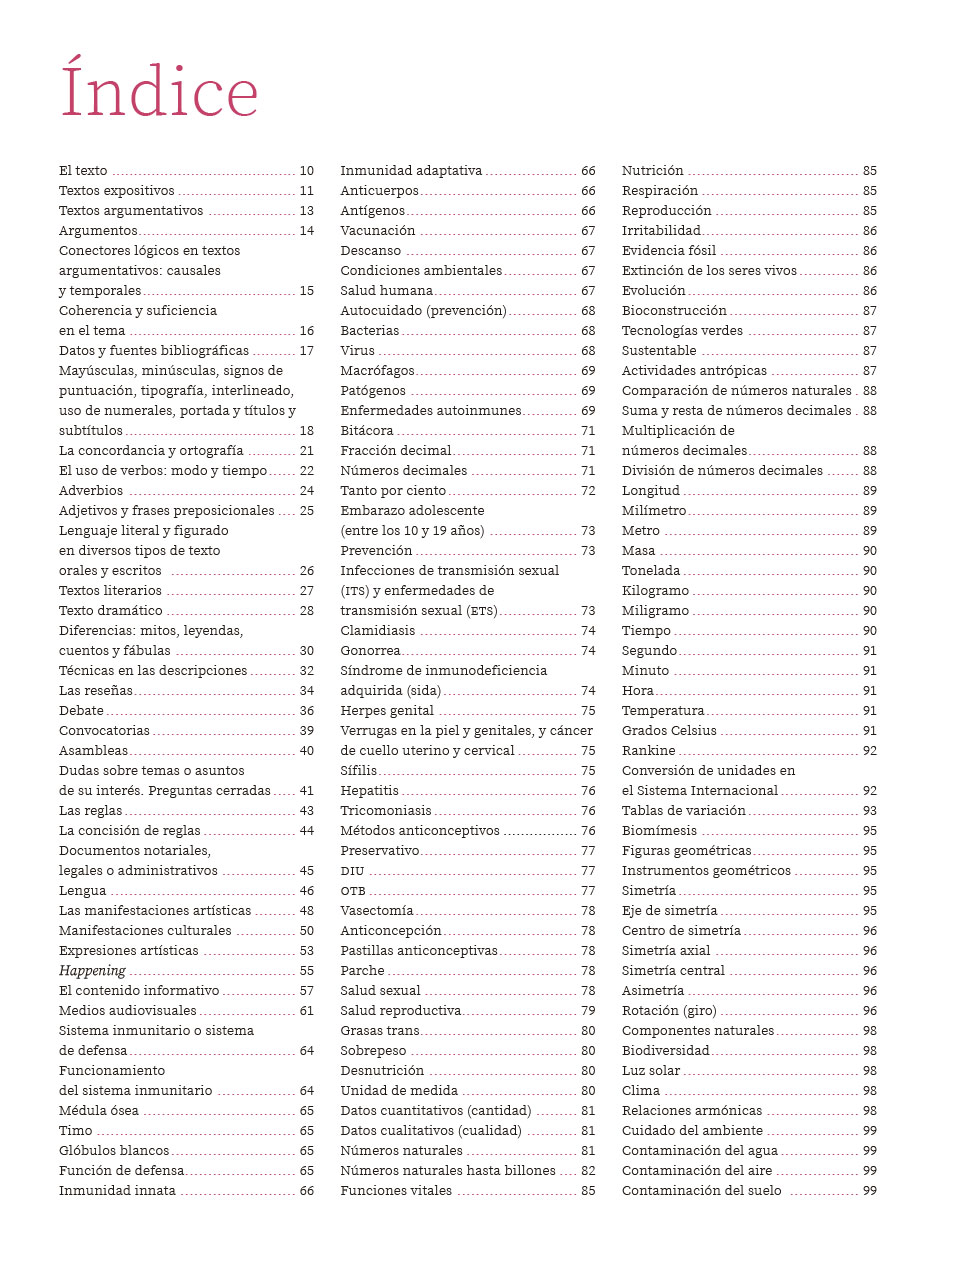 Índice
El texto ........ 10
Textos expositivos ........ 11
Textos argumentativos ........ 13
Argumentos ........ 14
Conectores lógicos en textos
argumentativos: causales
y temporales ........ 15
Coherencia y suficiencia
en el tema ........ 16
Datos y fuentes bibliográficas ........ 17
Mayúsculas, minúsculas, signos de
puntuación, tipografía, interlineado,
uso de numerales, portada y títulos y
subtítulos ........ 18
La concordancia y ortografía ........ 21
El uso de verbos: modo y tiempo ........ 22
Adverbios ........ 24
Adjetivos y frases preposicionales ........ 25
Lenguaje literal y figurado
en diversos tipos de texto
orales y escritos ........ 26
Textos literarios ........ 27
Texto dramático ........ 28
Diferencias: mitos, leyendas,
cuentos y fábulas ........ 30
Técnicas en las descripciones ........ 32
Las reseñas ........ 34
Debate ........ 36
Convocatorias ........ 39
Asambleas ........ 40
Dudas sobre temas o asuntos
de su interés. Preguntas cerradas ........ 41
Las reglas ........ 43
La concisión de reglas ........ 44
Documentos notariales,
legales o administrativos ........ 45
Lengua ........ 46
Las manifestaciones artísticas ........ 48
Manifestaciones culturales ........ 50
Expresiones artísticas ........ 53
Happening ........ 55
El contenido informativo ........ 57
Medios audiovisuales ........ 61
Sistema inmunitario o sistema
de defensa ........ 64
Funcionamiento
del sistema inmunitario ........ 64
Médula ósea ........ 65
Timo ........ 65
Glóbulos blancos ........ 65
Función de defensa ........ 65
Inmunidad innata ........ 66
Inmunidad adaptativa ........ 66
Anticuerpos ........ 66
Antígenos ........ 66
Vacunación ........ 67
Descanso ........ 67
Condiciones ambientales ........ 67
Salud humana ........ 67
Autocuidado (prevención) ........ 68
Bacterias ........ 68
Virus ........ 68
Macrófagos ........ 69
Patógenos ........ 69
Enfermedades autoinmunes ........ 69
Bitácora ........ 71
Fracción decimal ........ 71
Números decimales ........ 71
Tanto por ciento ........ 72
Embarazo adolescente
(entre los 10 y 19 años) ........ 73
Prevención ........ 73
Infecciones de transmisión sexual
(ITS) y enfermedades de
transmisión sexual (ETS) ........ 73
Clamidiasis ........ 74
Gonorrea ........ 74
Síndrome de inmunodeficiencia
adquirida (sida) ........ 74
Herpes genital ........ 75
Verrugas en la piel y genitales, y cáncer
de cuello uterino y cervical ........ 75
Sífilis ........ 75
Hepatitis ........ 76
Tricomoniasis ........ 76
Métodos anticonceptivos ........ 76
Preservativo ........ 77
DIU ........ 77
OTB ........ 77
Vasectomía ........ 78
Anticoncepción ........ 78
Pastillas anticonceptivas ........ 78
Parche ........ 78
Salud sexual ........ 78
Salud reproductiva ........ 79
Grasas trans ........ 80
Sobrepeso ........ 80
Desnutrición ........ 80
Unidad de medida ........ 80
Datos cuantitativos (cantidad) ........ 81
Datos cualitativos (cualidad) ........ 81
Números naturales ........ 81
Números naturales hasta billones ........ 82
Funciones vitales ........ 85
Nutrición ........ 85
Respiración ........ 85
Reproducción ........ 85
Irritabilidad ........ 86
Evidencia fósil ........ 86
Extinción de los seres vivos ........ 86
Evolución ........ 86
Bioconstrucción ........ 87
Tecnologías verdes ........ 87
Sustentable ........ 87
Actividades antrópicas ........ 87
Comparación de números naturales . 88
Suma y resta de números decimales . 88
Multiplicación de
números decimales ........ 88
División de números decimales ........ 88
Longitud ........ 89
Milímetro ........ 89
Metro ........ 89
Masa ........ 90
Tonelada ........ 90
Kilogramo ........ 90
Miligramo ........ 90
Tiempo ........ 90
Segundo ........ 91
Minuto ........ 91
Hora ........ 91
Temperatura ........ 91
Grados Celsius ........ 91
Rankine ........ 92
Conversión de unidades en
el Sistema Internacional ........ 92
Tablas de variación ........ 93
Biomímesis ........ 95
Figuras geométricas ........ 95
Instrumentos geométricos ........ 95
Simetría ........ 95
Eje de simetría ........ 95
Centro de simetría ........ 96
Simetría axial ........ 96
Simetría central ........ 96
Asimetría ........ 96
Rotación (giro) ........ 96
Componentes naturales ........ 98
Biodiversidad ........ 98
Luz solar ........ 98
Clima ........ 98
Relaciones armónicas ........ 98
Cuidado del ambiente ........ 99
Contaminación del agua ........ 99
Contaminación del aire ........ 99
Contaminación del suelo ........ 99